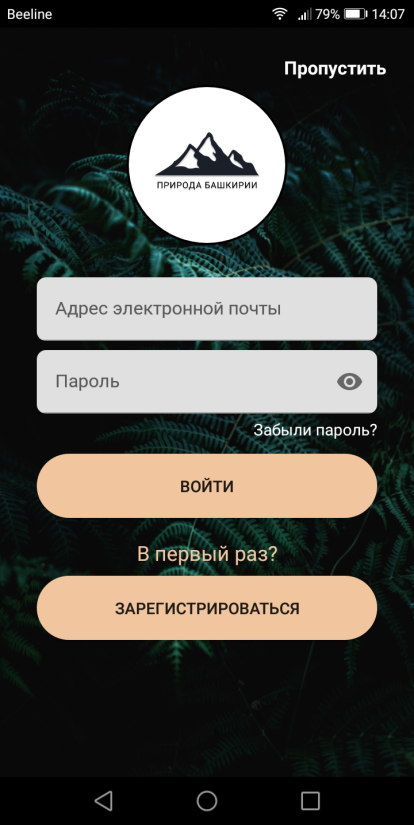 Beeline 79% 14:07
Пропустить
ПРИРОДА БАШКИРИИ
Адрес электронной почты
Пароль
Забыли пароль?
ВОЙТИ
В первый раз?
ЗАРЕГИСТРИРОВАТЬСЯ